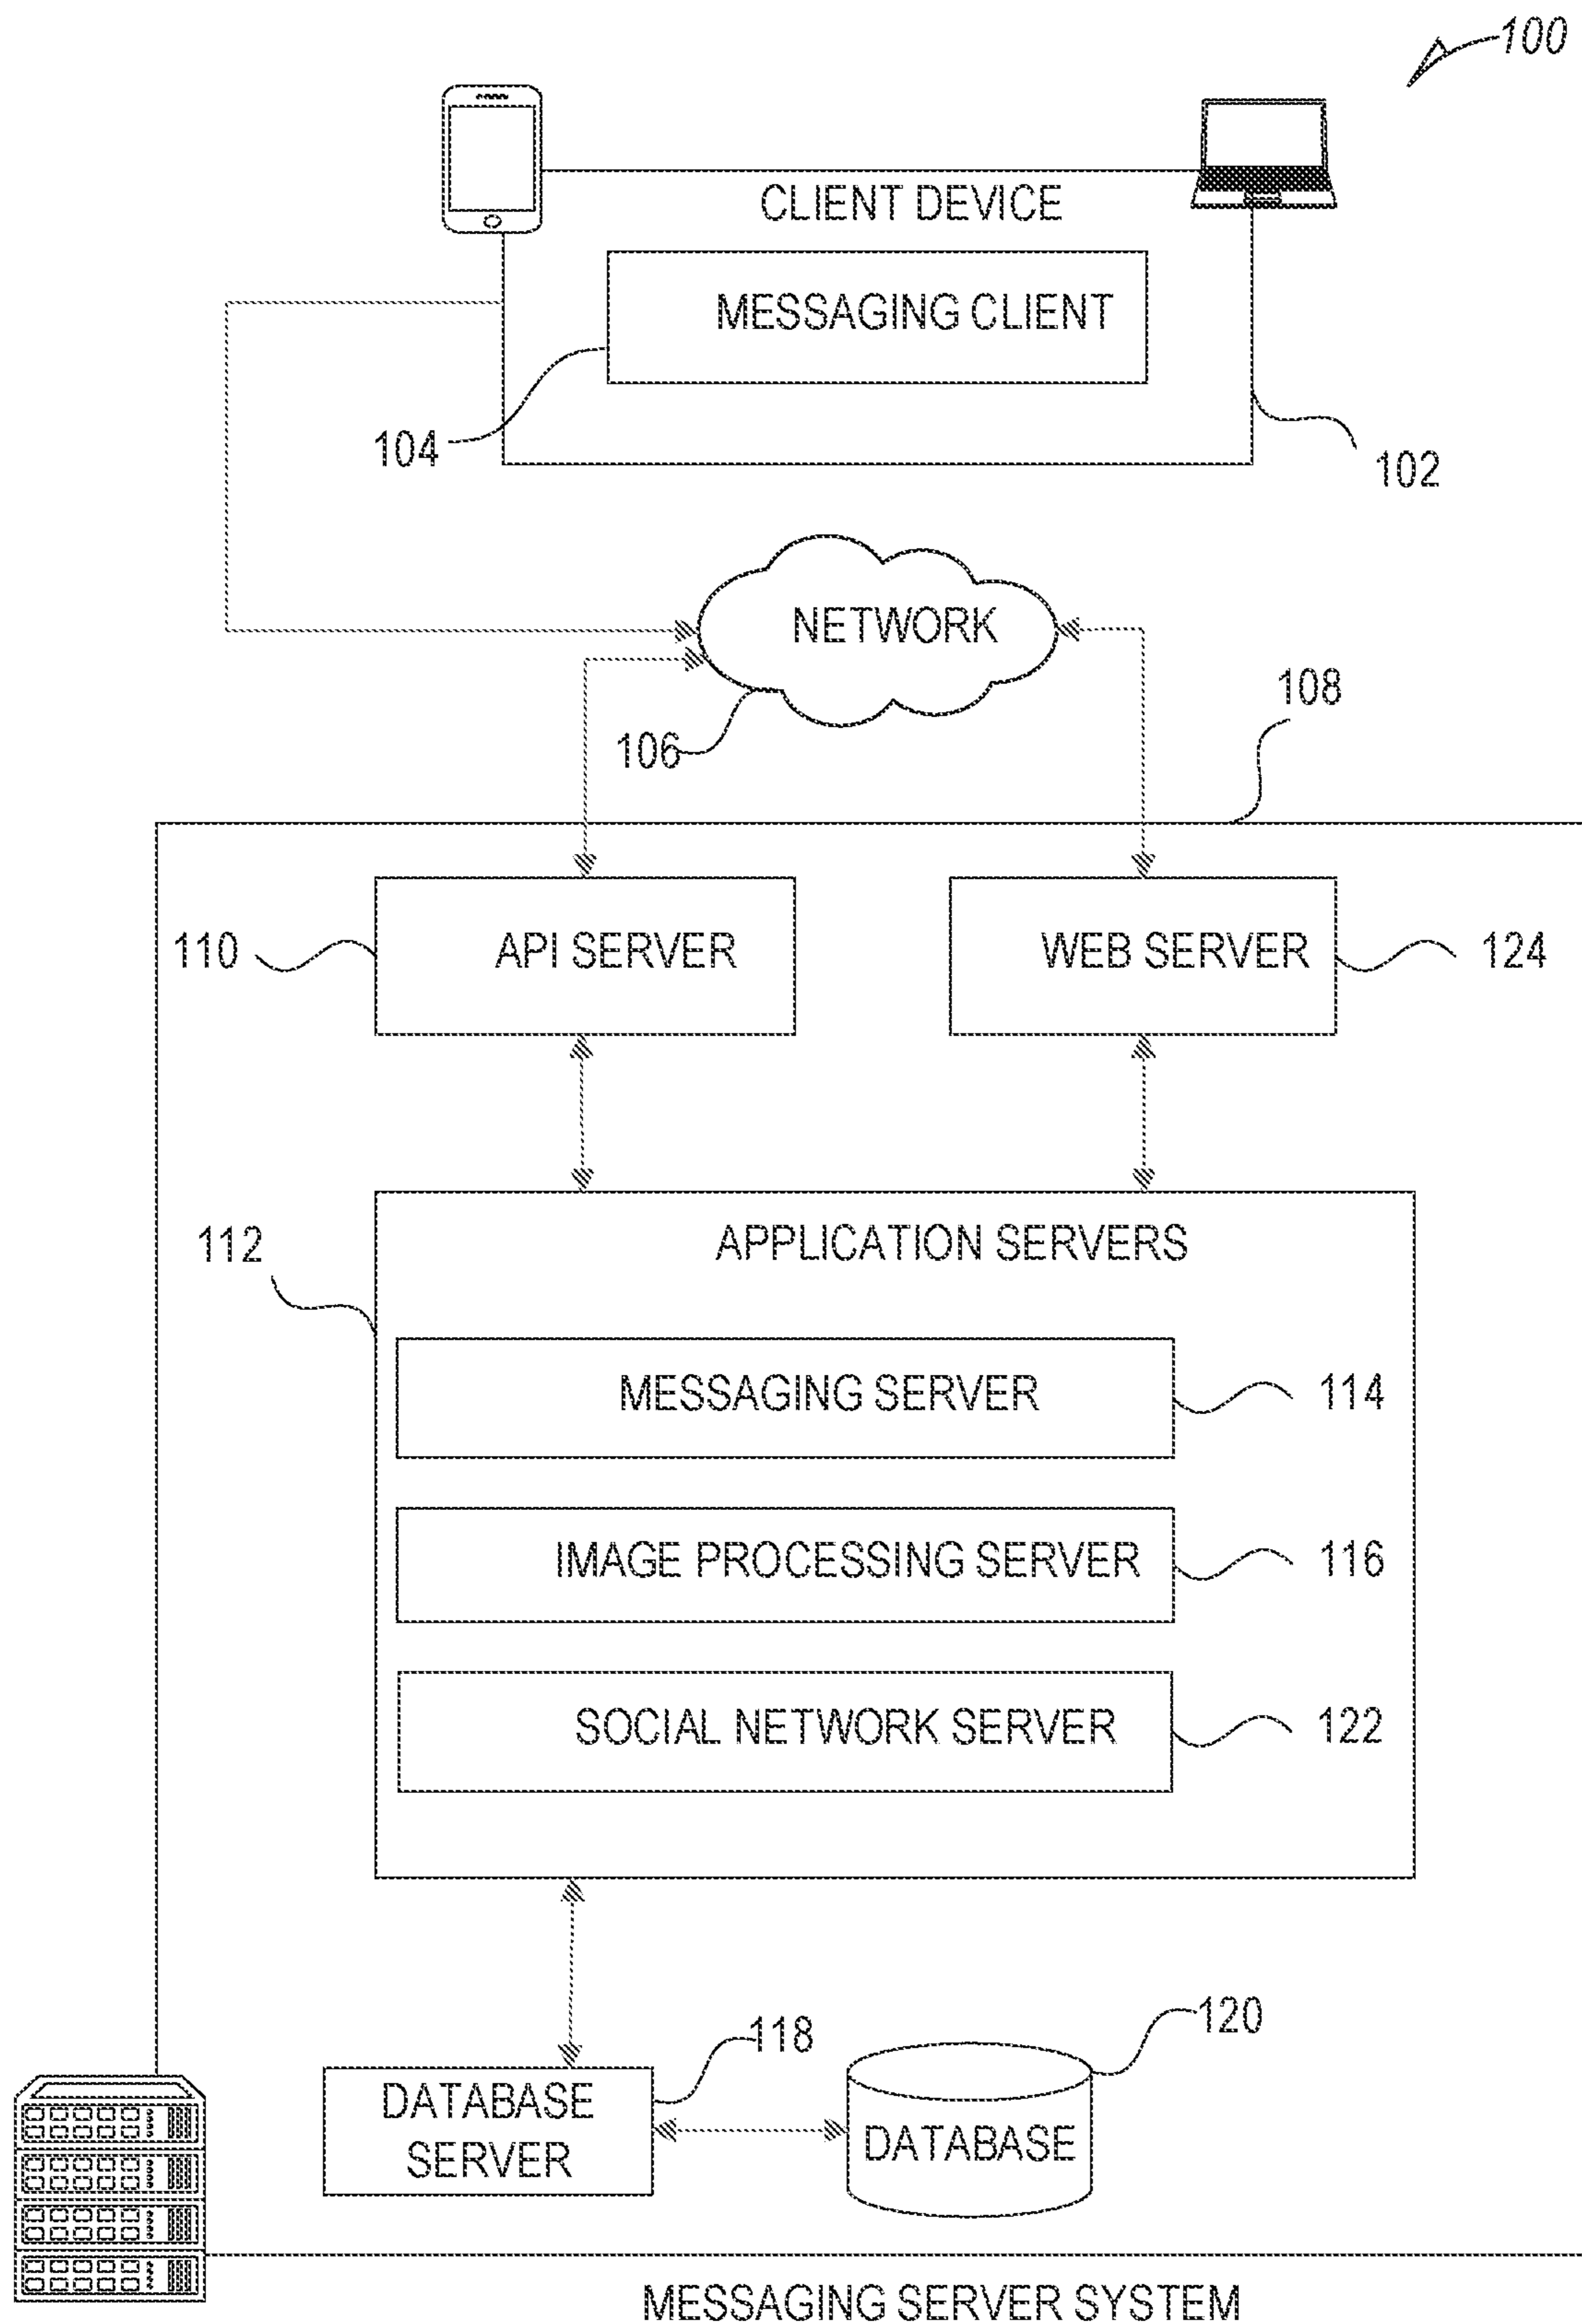 100
CLIENT DEVICE
MESSAGING CLIENT
104
102
NETWORK
106
108
110
API SERVER
WEB SERVER
124
112
APPLICATION SERVERS
MESSAGING SERVER
114
IMAGE PROCESSING SERVER
116
SOCIAL NETWORK SERVER
122
118
120
DATABASE
SERVER
DATABASE
MESSAGING SERVER SYSTEM